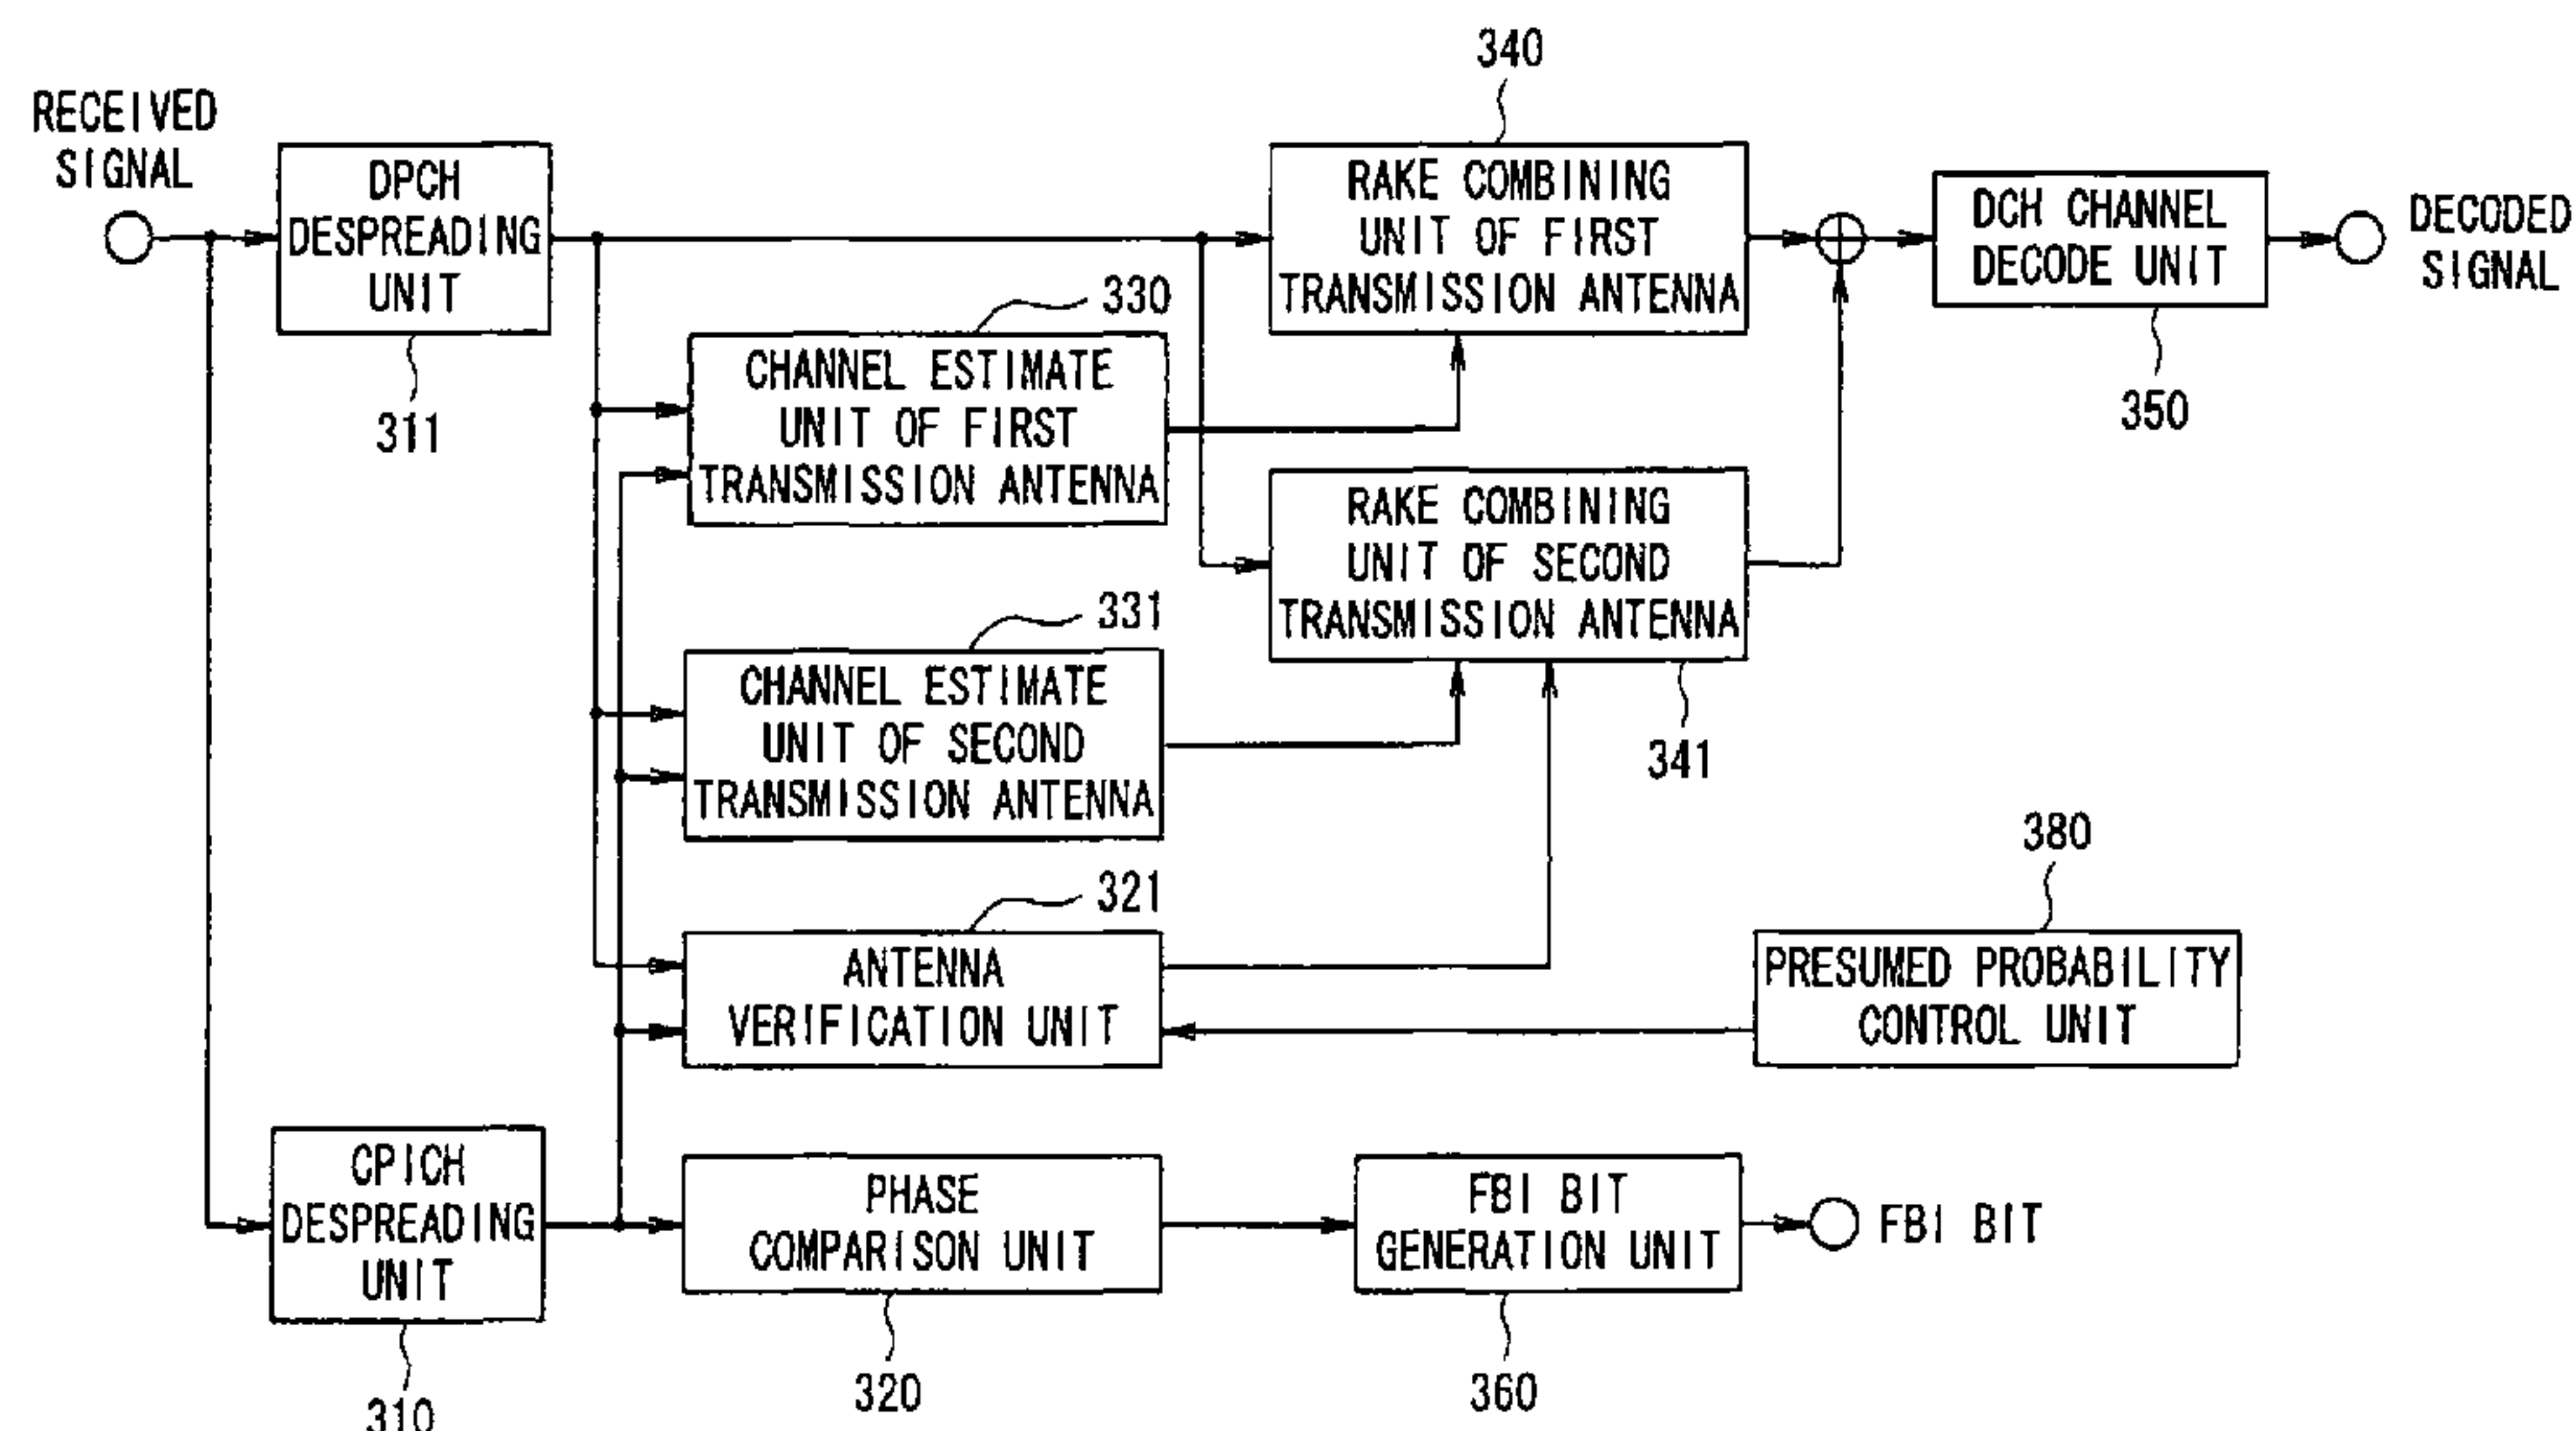 340
RECEIVED
SIGNAL
DPCH
DESPREADING
UNIT
311
RAKE COMBINING
UNIT OF FIRST
TRANSMISSION ANTENNA
DCH CHANNEL
DECODE UNIT
350
DECODED
SIGNAL
330
CHANNEL ESTIMATE
UNIT OF FIRST
TRANSMISSION ANTENNA
RAKE COMBINING
UNIT OF SECOND
TRANSMISSION ANTENNA
341
331
CHANNEL ESTIMATE
UNIT OF SECOND
TRANSMISSION ANTENNA
380
321
ANTENNA
VERIFICATION UNIT
PRESUMED PROBABILITY
CONTROL UNIT
CPICH
DESPREADING
UNIT
310
PHASE
COMPARISON UNIT
320
FBI BIT
GENERATION UNIT
360
FBI BIT